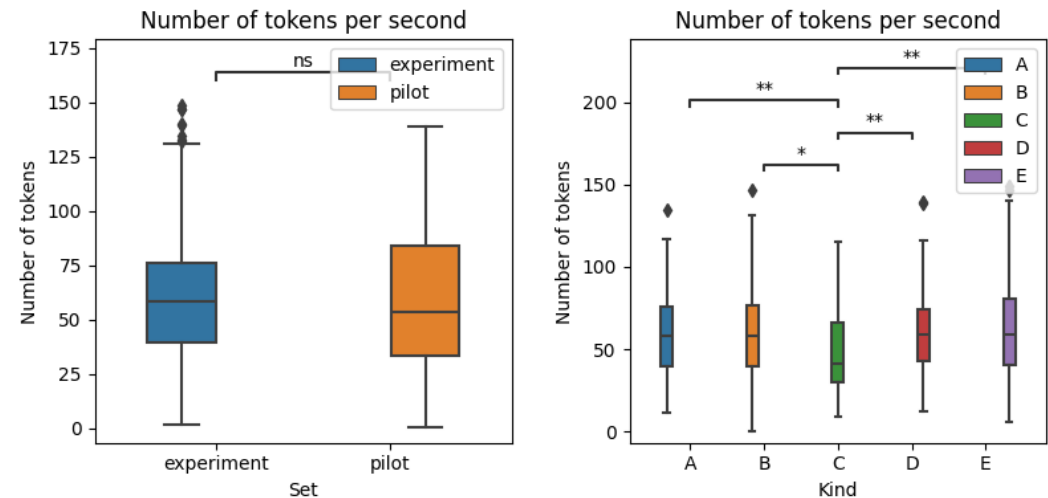 Number of tokens per second
Number of tokens
175
150
125
100
75
50
25
0
ns
experiment
pilot
experiment
pilot
Set
Number of tokens per second
Number of tokens
200
150
100
50
0
**
**
**
*
A
B
C
D
E
A
B
C
D
E
Kind